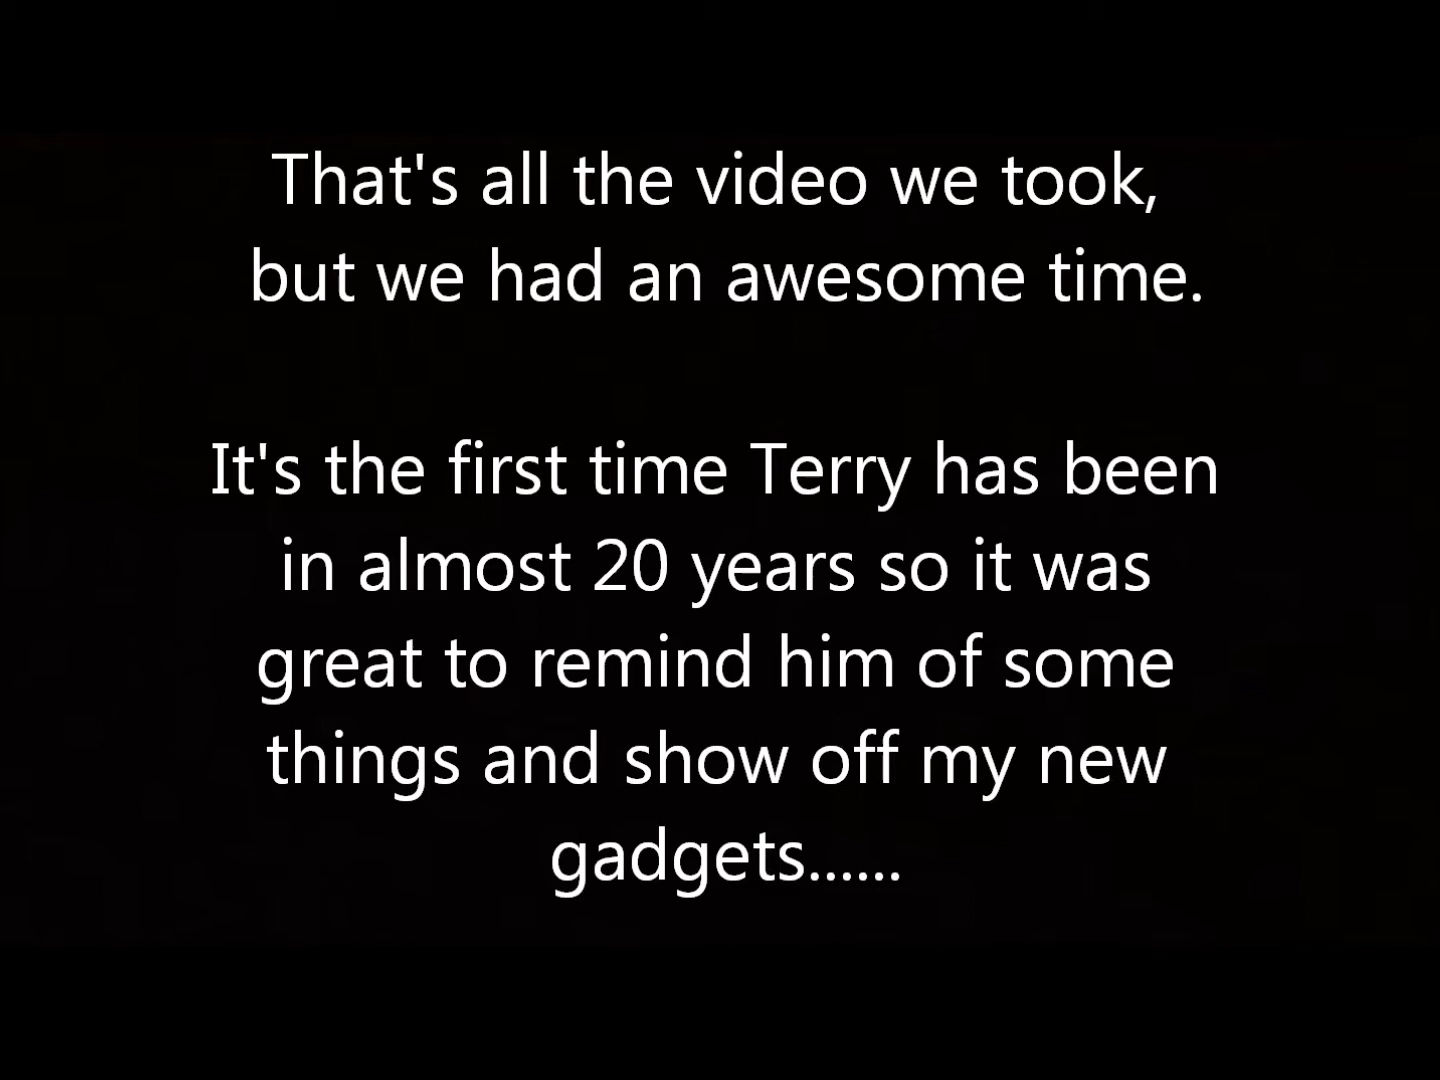 That's all the video we took,
but we had an awesome time.
It's the first time Terry has been
in almost 20 years so it was
great to remind him of some
things and show off my new
gadgets......